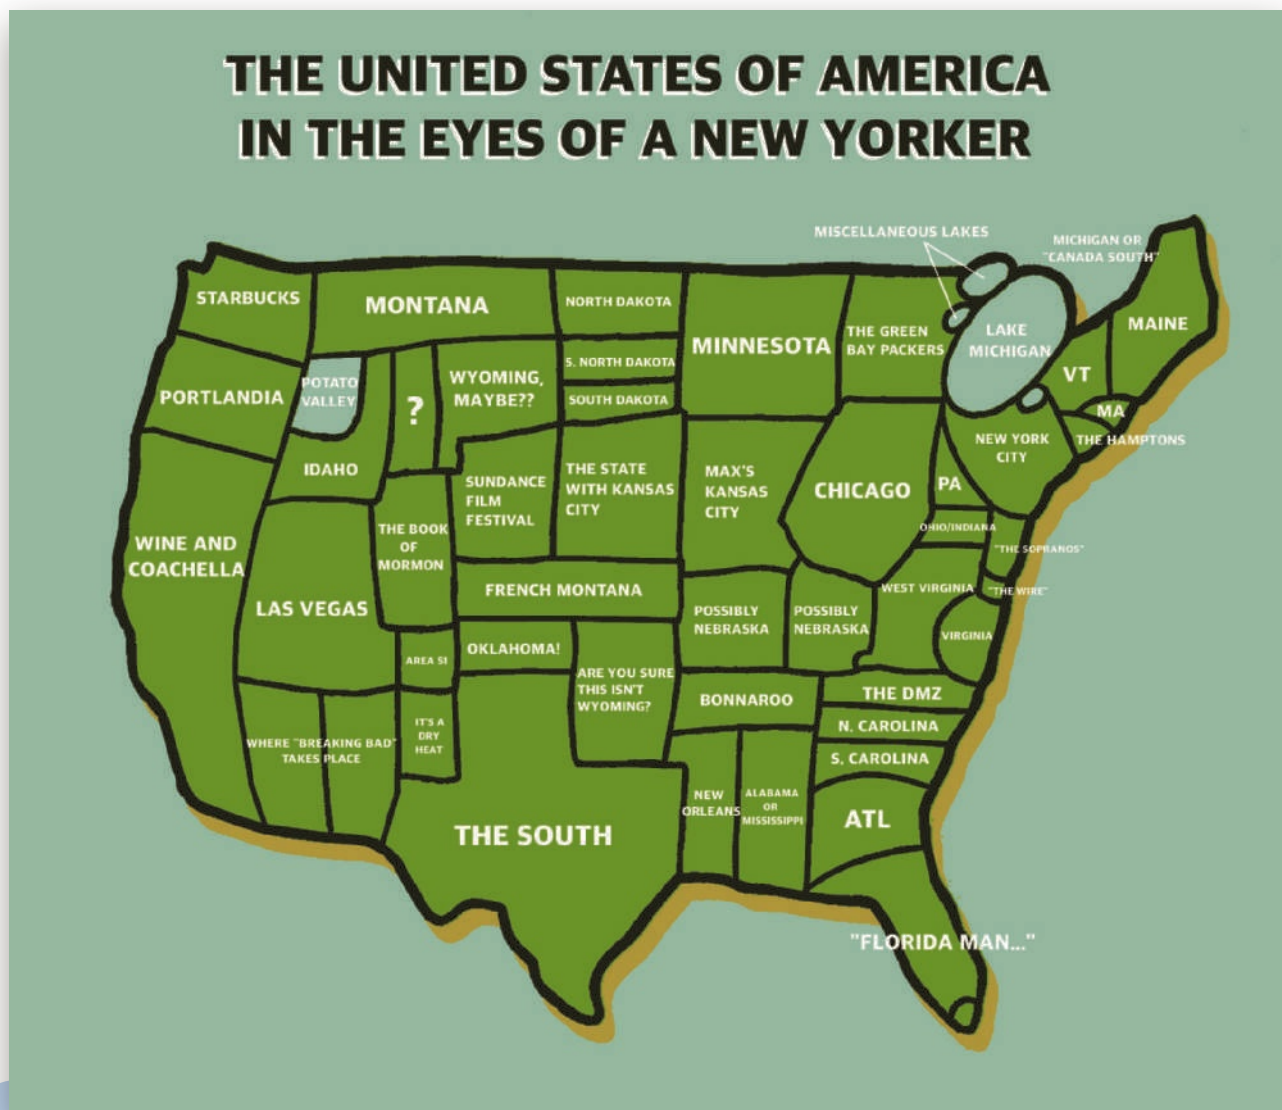 THE UNITED STATES OF AMERICA
IN THE EYES OF A NEW YORKER
MISCELLANEOUS LAKES
MICHIGAN OR
"CANADA SOUTH"
STARBUCKS
MONTANA
NORTH DAKOTA
MINNESOTA
THE GREEN
BAY PACKERS
LAKE
MICHIGAN
MAINE
S. NORTH DAKOTA
SOUTH DAKOTA
PORTLANDIA
POTATO
VALLEY
?
WYOMING,
MAYBE??
VT
MA
THE HAMPTONS
NEW YORK
CITY
IDAHO
SUNDANCE
FILM
FESTIVAL
THE STATE
WITH KANSAS
CITY
MAX'S
KANSAS
CITY
CHICAGO
PA
OHIO/INDIANA
"THE SOPRANOS"
WINE AND
COACHELLA
THE BOOK
OF
MORMON
LAS VEGAS
FRENCH MONTANA
WEST VIRGINIA
"THE WIRE"
POSSIBLY
NEBRASKA
POSSIBLY
NEBRASKA
VIRGINIA
AREA 51
OKLAHOMA!
ARE YOU SURE
THIS ISN'T
WYOMING?
BONNAROO
THE DMZ
N. CAROLINA
S. CAROLINA
WHERE "BREAKING BAD"
TAKES PLACE
IT'S A
DRY
HEAT
THE SOUTH
NEW
ORLEANS
ALABAMA
OR
MISSISSIPPI
ATL
"FLORIDA MAN..."